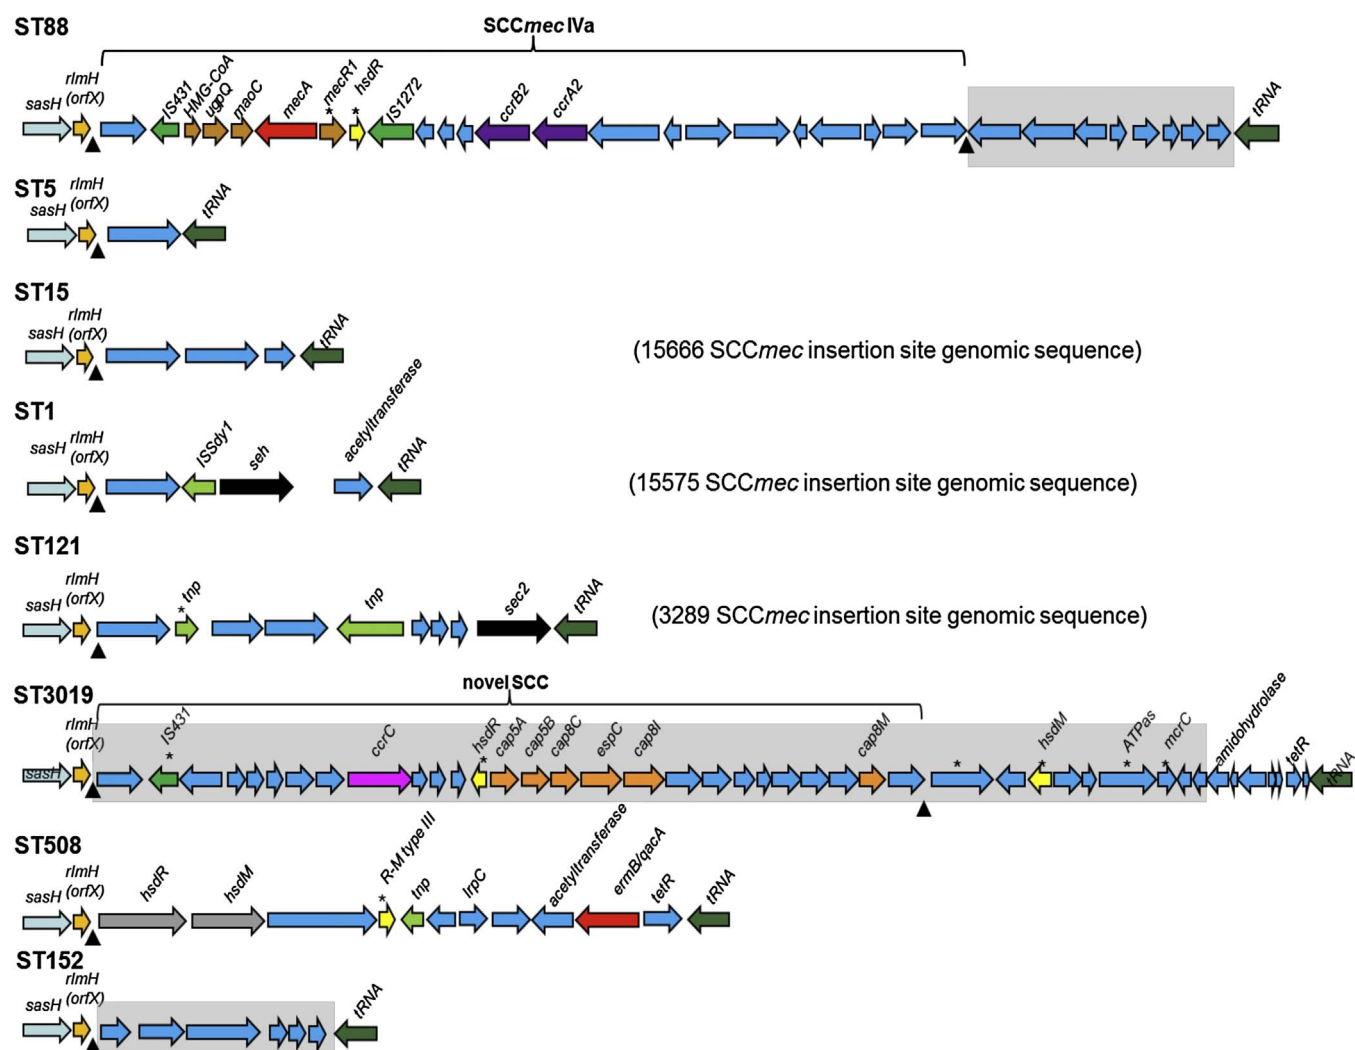 ST88
SCCmec IVa
sasH rlmH (orfX) IS431 HMG-CoA ugpQ maoC mecA *mecR1 *hsdR IS1272 ccrB2 ccrA2 tRNA
ST5
sasH rlmH (orfX) tRNA
ST15
sasH rlmH (orfX) tRNA
(15666 SCCmec insertion site genomic sequence)
ST1
sasH rlmH (orfX) ISSdy1 seh acetyltransferase tRNA
(15575 SCCmec insertion site genomic sequence)
ST121
sasH rlmH (orfX) *tnp tnp sec2 tRNA
(3289 SCCmec insertion site genomic sequence)
ST3019
novel SCC
sasH rlmH (orfX) IS431 * ccrC hsdR * cap5A cap5B cap8C espC cap8I cap8M * hsdM * ATPas * mcrC * amidohydrolase tetR tRNA
ST508
sasH rlmH (orfX) hsdR hsdM *R-M type III tnp lrpC acetyltransferase ermB/qacA tetR tRNA
ST152
sasH rlmH (orfX) tRNA